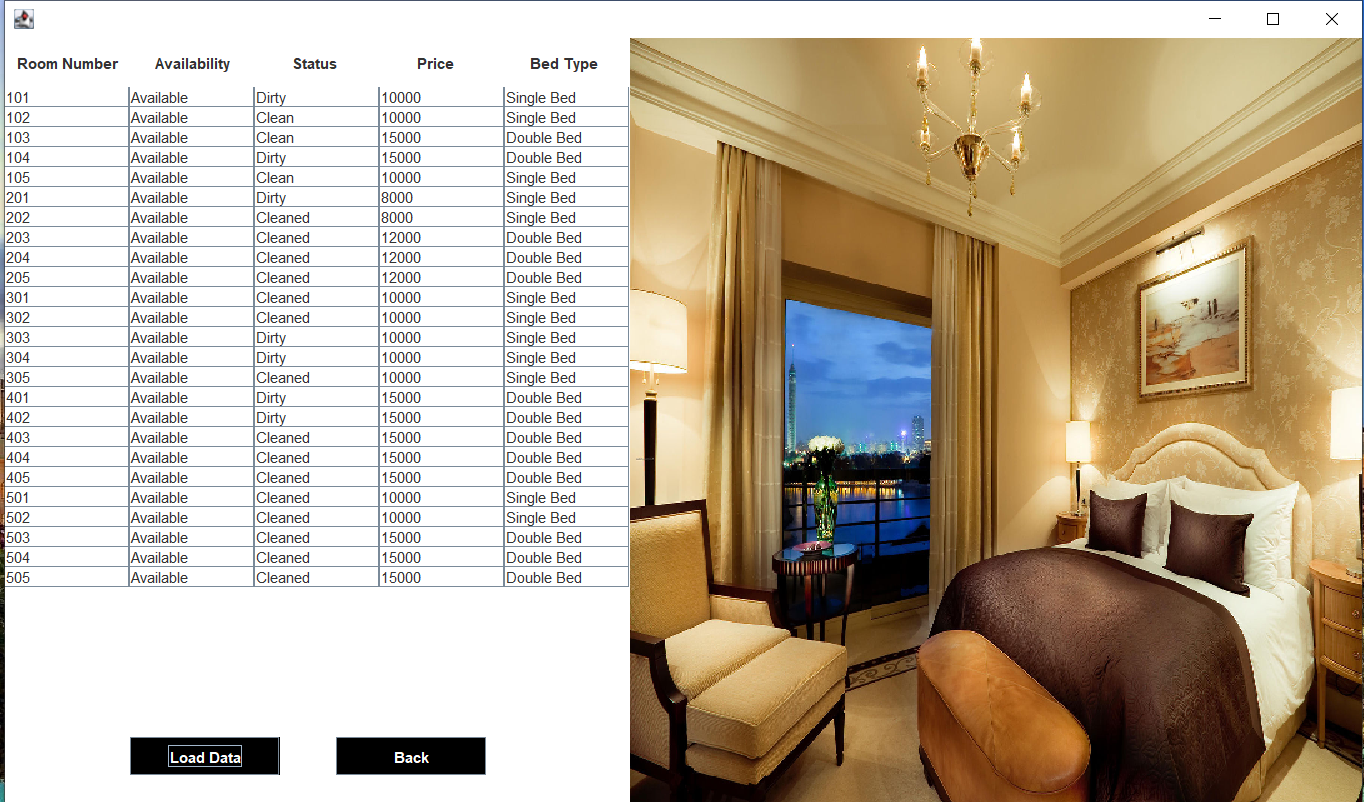 Room Number Availability Status Price Bed Type
101 Available Dirty 10000 Single Bed
102 Available Clean 10000 Single Bed
103 Available Clean 15000 Double Bed
104 Available Dirty 15000 Double Bed
105 Available Clean 10000 Single Bed
201 Available Dirty 8000 Single Bed
202 Available Cleaned 8000 Single Bed
203 Available Cleaned 12000 Double Bed
204 Available Cleaned 12000 Double Bed
205 Available Cleaned 12000 Double Bed
301 Available Cleaned 10000 Single Bed
302 Available Cleaned 10000 Single Bed
303 Available Dirty 10000 Single Bed
304 Available Dirty 10000 Single Bed
305 Available Cleaned 10000 Single Bed
401 Available Dirty 15000 Double Bed
402 Available Dirty 15000 Double Bed
403 Available Cleaned 15000 Double Bed
404 Available Cleaned 15000 Double Bed
405 Available Cleaned 15000 Double Bed
501 Available Cleaned 10000 Single Bed
502 Available Cleaned 10000 Single Bed
503 Available Cleaned 15000 Double Bed
504 Available Cleaned 15000 Double Bed
505 Available Cleaned 15000 Double Bed
Load Data Back